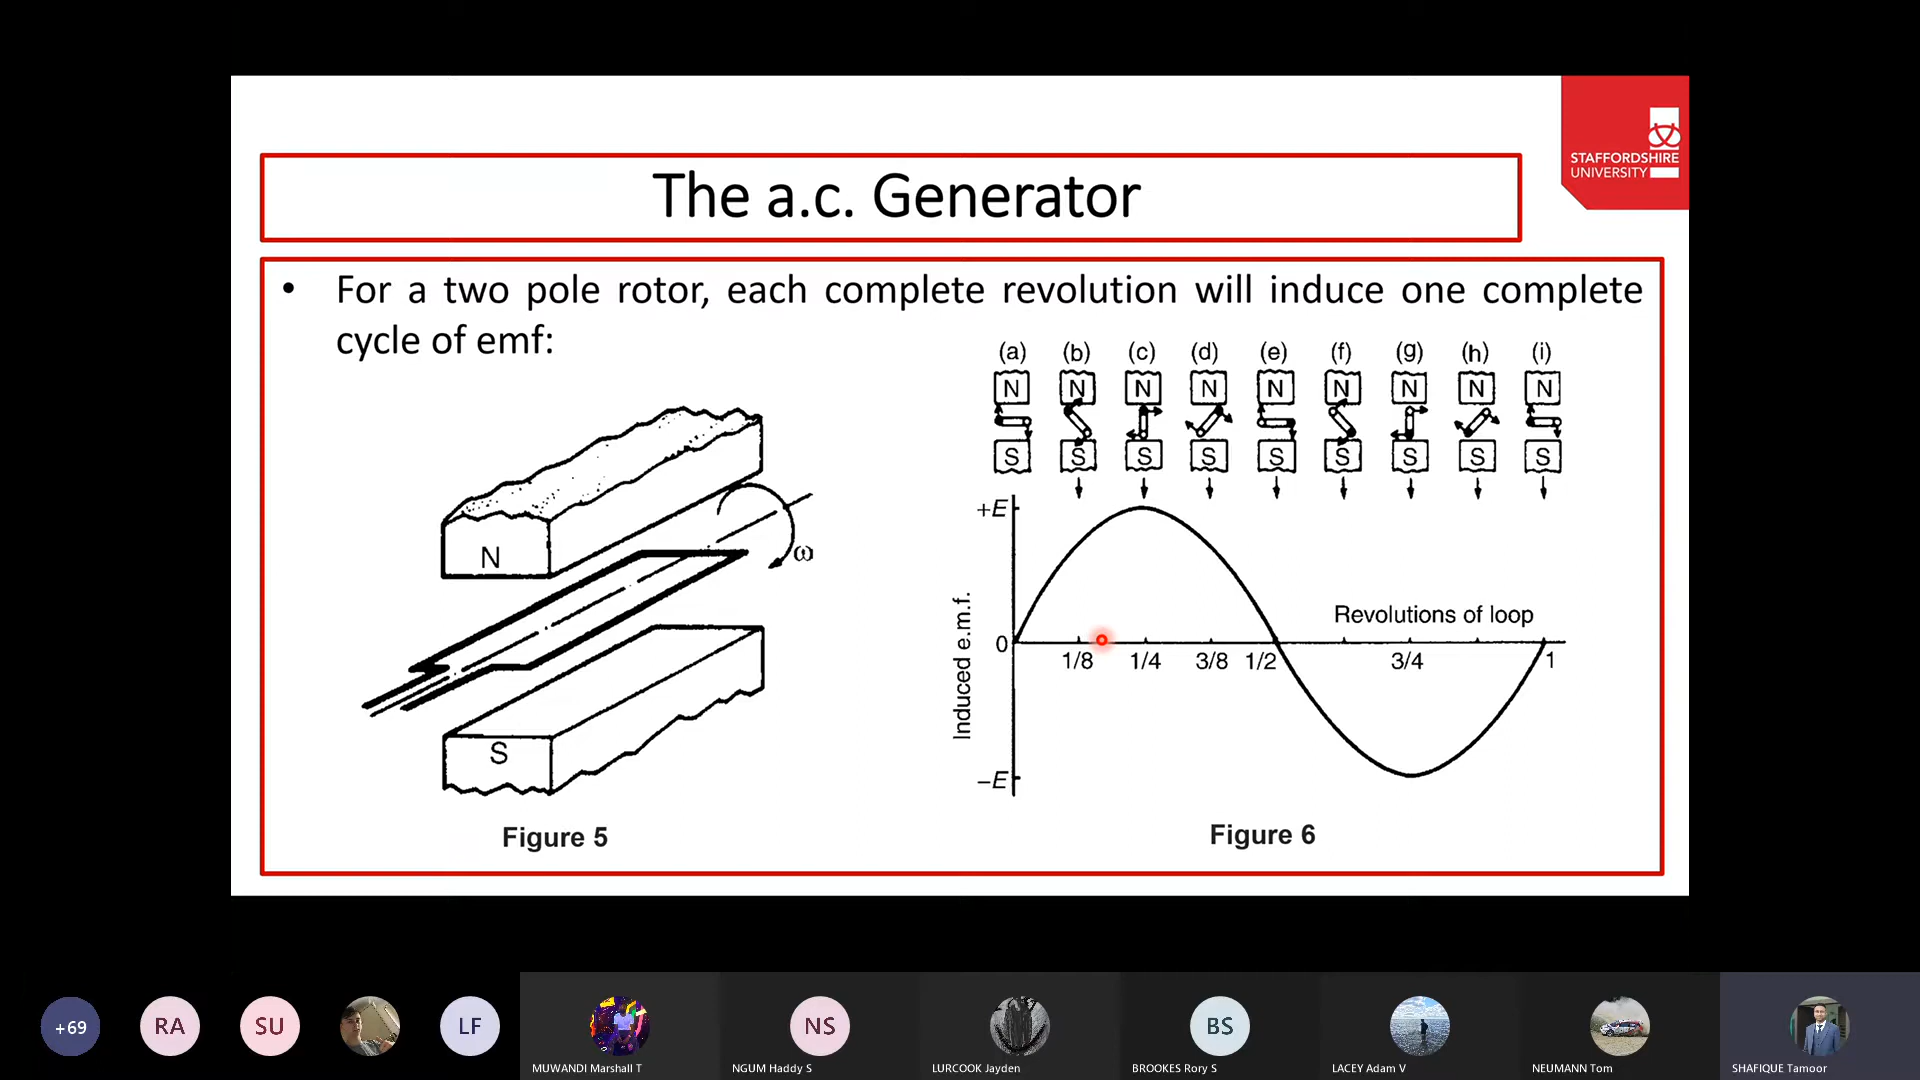 STAFFORDSHIRE
UNIVERSITY
The a.c. Generator
• For a two pole rotor, each complete revolution will induce one complete
cycle of emf:
(a) (b) (c) (d) (e) (f) (g) (h) (i)
N N N N N N N N N
S S S S S S S S S
+E
N
ω
Induced e.m.f.
Revolutions of loop
0
1/8 1/4 3/8 1/2 3/4 1
S
−E
Figure 5
Figure 6
+69
RA
SU
LF
NS
BS
MUWANDI Marshall T
NGUM Haddy S
LURCOOK Jayden
BROOKES Rory S
LACEY Adam V
NEUMANN Tom
SHAFIQUE Tamoor